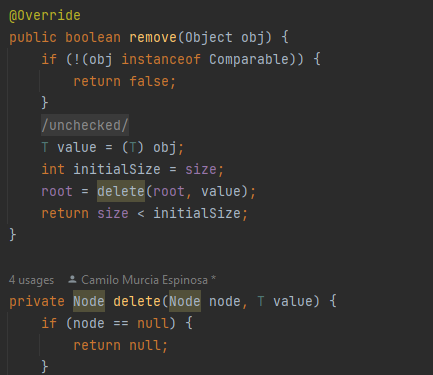 @Override
public boolean remove(Object obj) {
if (!(obj instanceof Comparable)) {
return false;
}
/unchecked/
T value = (T) obj;
int initialSize = size;
root = delete(root, value);
return size < initialSize;
}
4 usages Camilo Murcia Espinosa *
private Node delete(Node node, T value) {
if (node == null) {
return null;
}